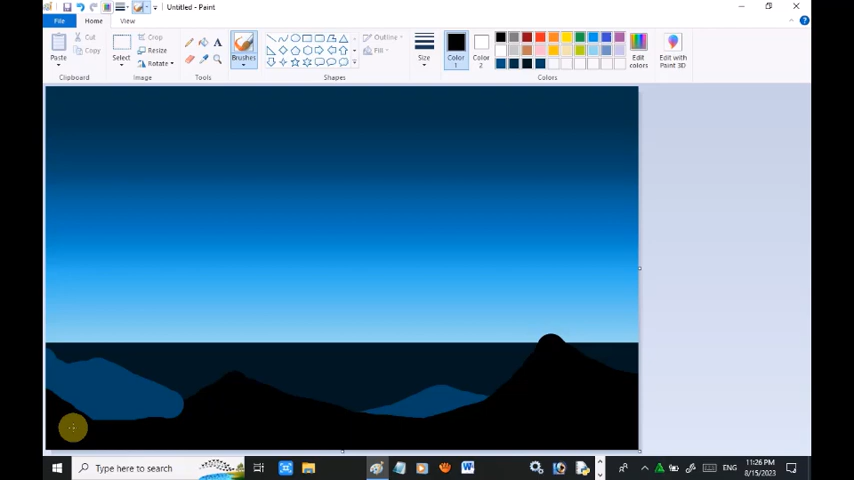 Untitled - Paint
File
Home
View
Paste
Cut
Copy
Clipboard
Select
Crop
Resize
Rotate
Image
Tools
Brushes
Outline
Fill
Shapes
Size
Color
1
Color
2
Edit
colors
Colors
Edit with
Paint 3D
Type here to search
ENG
11:26 PM
8/15/2023